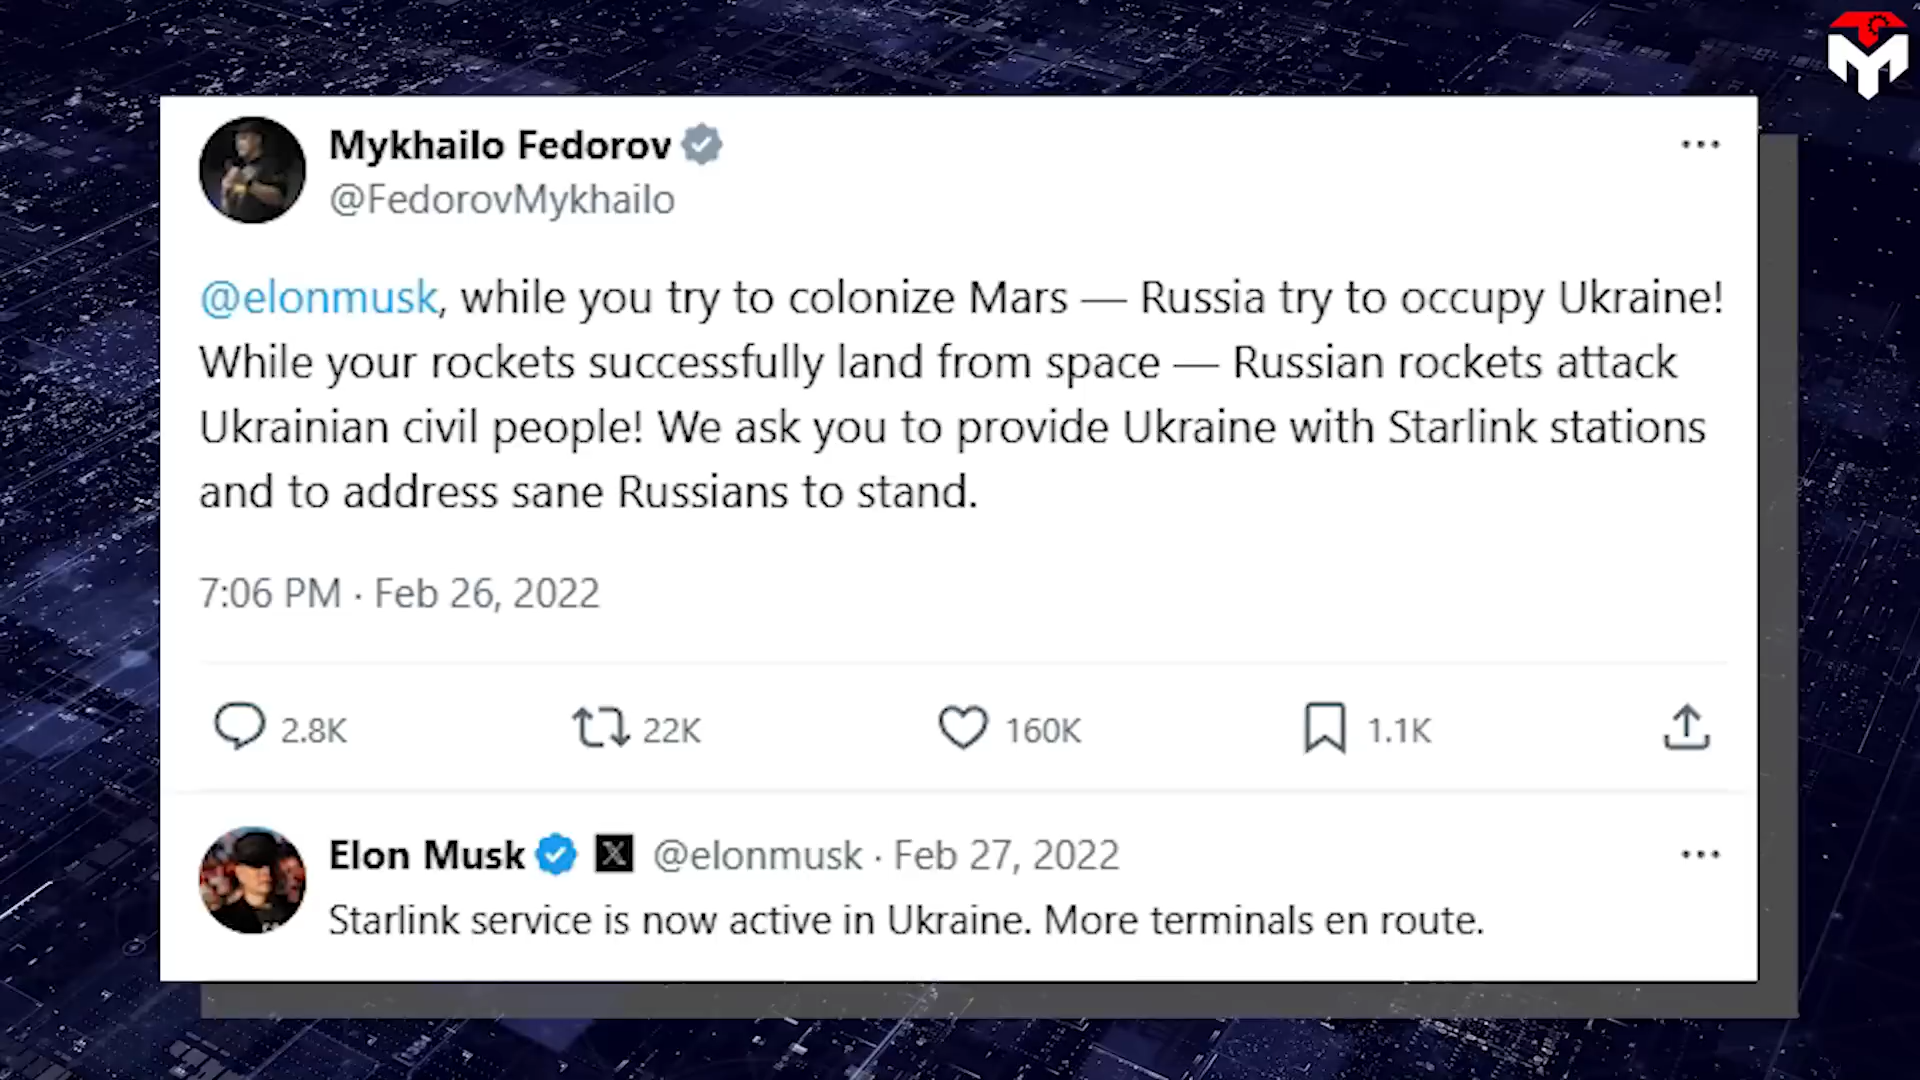 Mykhailo Fedorov
@FedorovMykhailo
@elonmusk, while you try to colonize Mars — Russia try to occupy Ukraine!
While your rockets successfully land from space — Russian rockets attack
Ukrainian civil people! We ask you to provide Ukraine with Starlink stations
and to address sane Russians to stand.
7:06 PM · Feb 26, 2022
2.8K 22K 160K 1.1K
Elon Musk X @elonmusk · Feb 27, 2022
Starlink service is now active in Ukraine. More terminals en route.